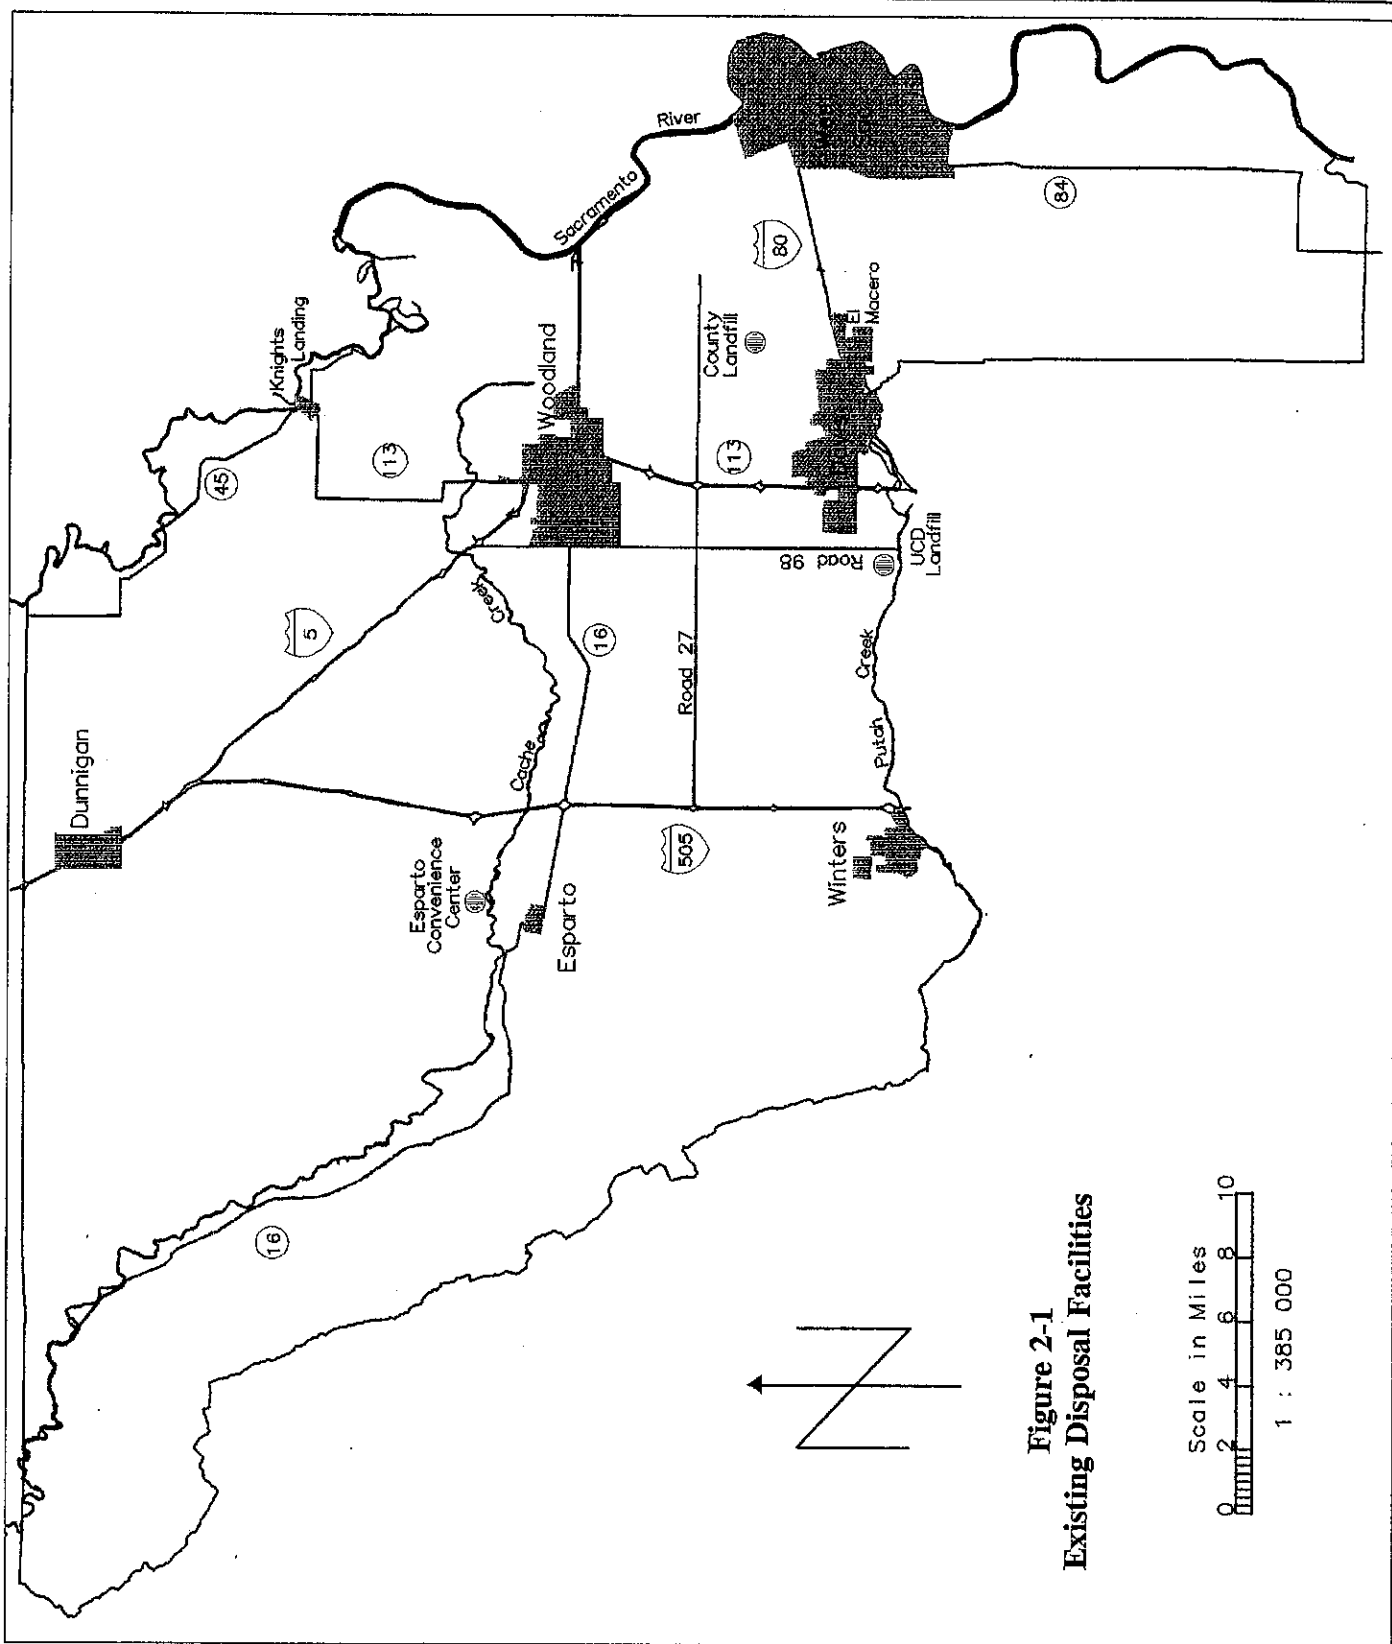 Dunnigan
5
45
Knights
Landing
113
Woodland
Sacramento
River
Creek
Cache
16
Esparto
Convenience
Center
Esparto
16
505
Road 27
113
County
Landfill
80
84
El
Macero
Davis
Road 98
UCD
Landfill
Putah
Creek
Winters
N
Figure 2-1
Existing Disposal Facilities
Scale in Miles
0 2 4 6 8 10
1 : 385 000